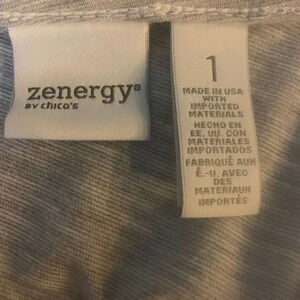 zenergy®
BY chico's
1
MADE IN USA
WITH
IMPORTED
MATERIALS
HECHO EN
EE. UU. CON
MATERIALES
IMPORTADOS
FABRIQUÉ AUX
É.-U. AVEC
DES
MATERIAUX
IMPORTÉS